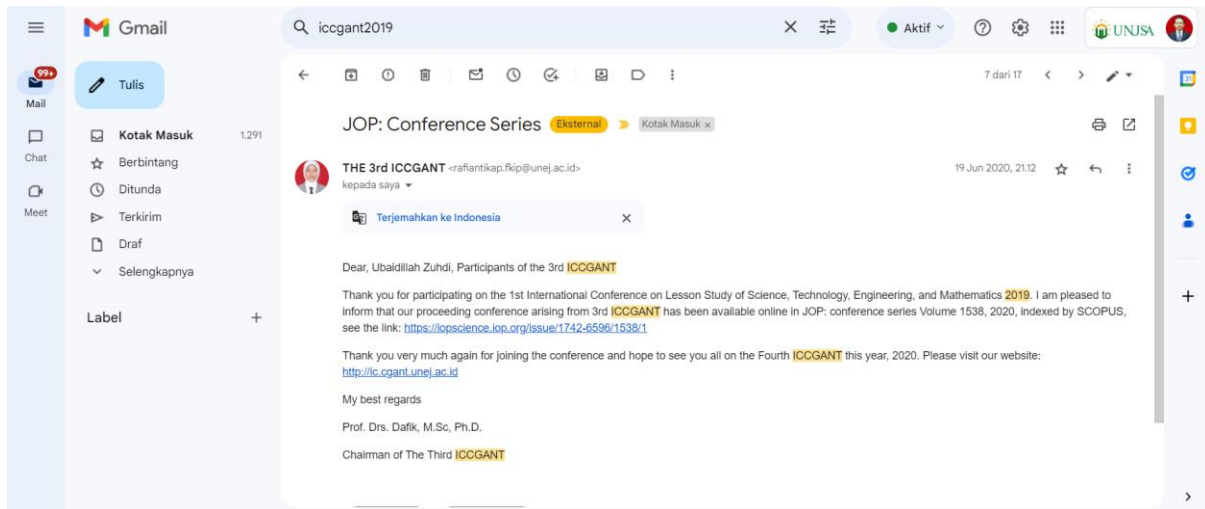 Gmail
iccgant2019
Aktif
UNUSA
99+
Mail
Chat
Meet
Tulis
Kotak Masuk 1.291
Berbintang
Ditunda
Terkirim
Draf
Selengkapnya
Label
7 dari 17
JOP: Conference Series Eksternal Kotak Masuk x
THE 3rd ICCGANT <rafiantikap.fkip@unej.ac.id> 19 Jun 2020, 21.12
kepada saya
Terjemahkan ke Indonesia
Dear, Ubaidillah Zuhdi, Participants of the 3rd ICCGANT
Thank you for participating on the 1st International Conference on Lesson Study of Science, Technology, Engineering, and Mathematics 2019. I am pleased to
inform that our proceeding conference arising from 3rd ICCGANT has been available online in JOP: conference series Volume 1538, 2020, indexed by SCOPUS,
see the link: https://iopscience.iop.org/issue/1742-6596/1538/1
Thank you very much again for joining the conference and hope to see you all on the Fourth ICCGANT this year, 2020. Please visit our website:
http://ic.cgant.unej.ac.id
My best regards
Prof. Drs. Dafik, M.Sc, Ph.D.
Chairman of The Third ICCGANT
31